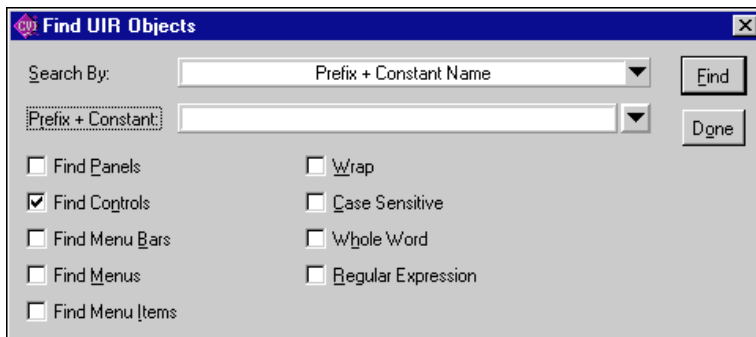 CVI Find UIR Objects
Search By: Prefix + Constant Name Find
Prefix + Constant: Done
Find Panels Wrap
Find Controls Case Sensitive
Find Menu Bars Whole Word
Find Menus Regular Expression
Find Menu Items